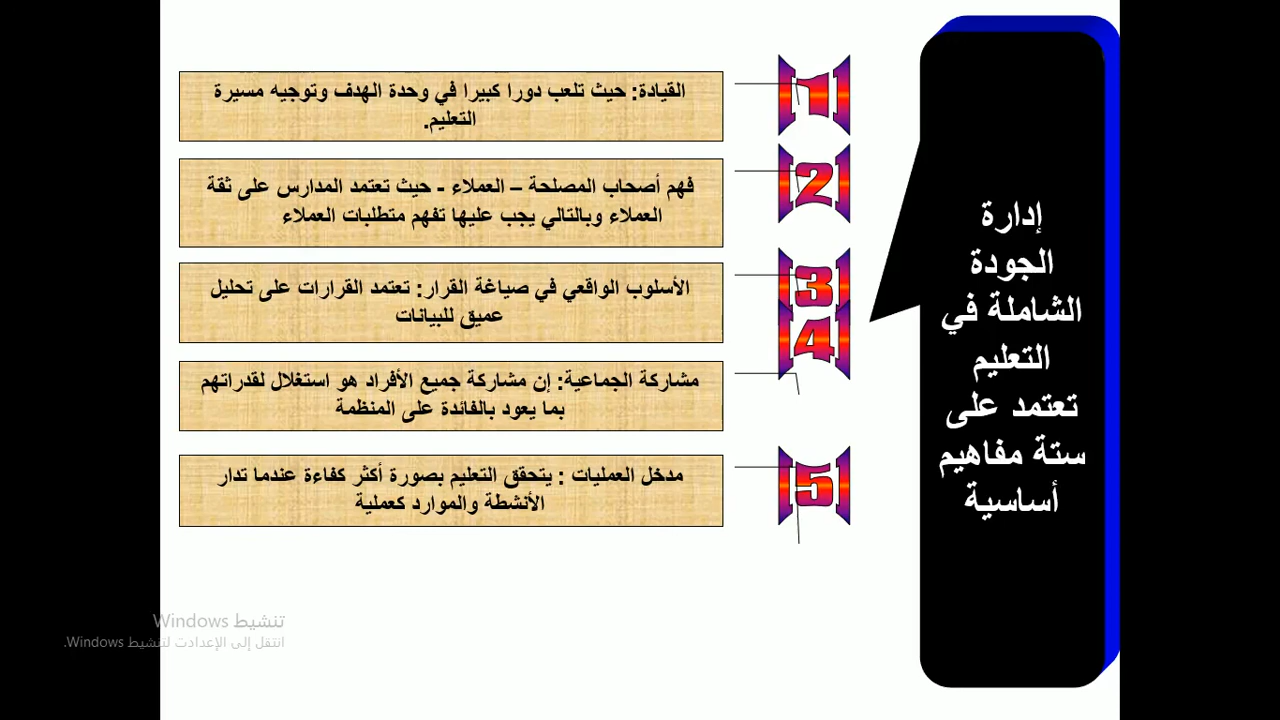 إدارة
الجودة
الشاملة في
التعليم
تعتمد على
ستة مفاهيم
أساسية
1
القيادة: حيث تلعب دورا كبيرا في وحدة الهدف وتوجيه مسيرة
التعليم.
2
فهم أصحاب المصلحة – العملاء - حيث تعتمد المدارس على ثقة
العملاء وبالتالي يجب عليها تفهم متطلبات العملاء
3
الأسلوب الواقعي في صياغة القرار: تعتمد القرارات على تحليل
عميق للبيانات
4
مشاركة الجماعية: إن مشاركة جميع الأفراد هو استغلال لقدراتهم
بما يعود بالفائدة على المنظمة
5
مدخل العمليات : يتحقق التعليم بصورة أكثر كفاءة عندما تدار
الأنشطة والموارد كعملية
تنشيط Windows
انتقل إلى الإعدادت لتنشيط Windows.